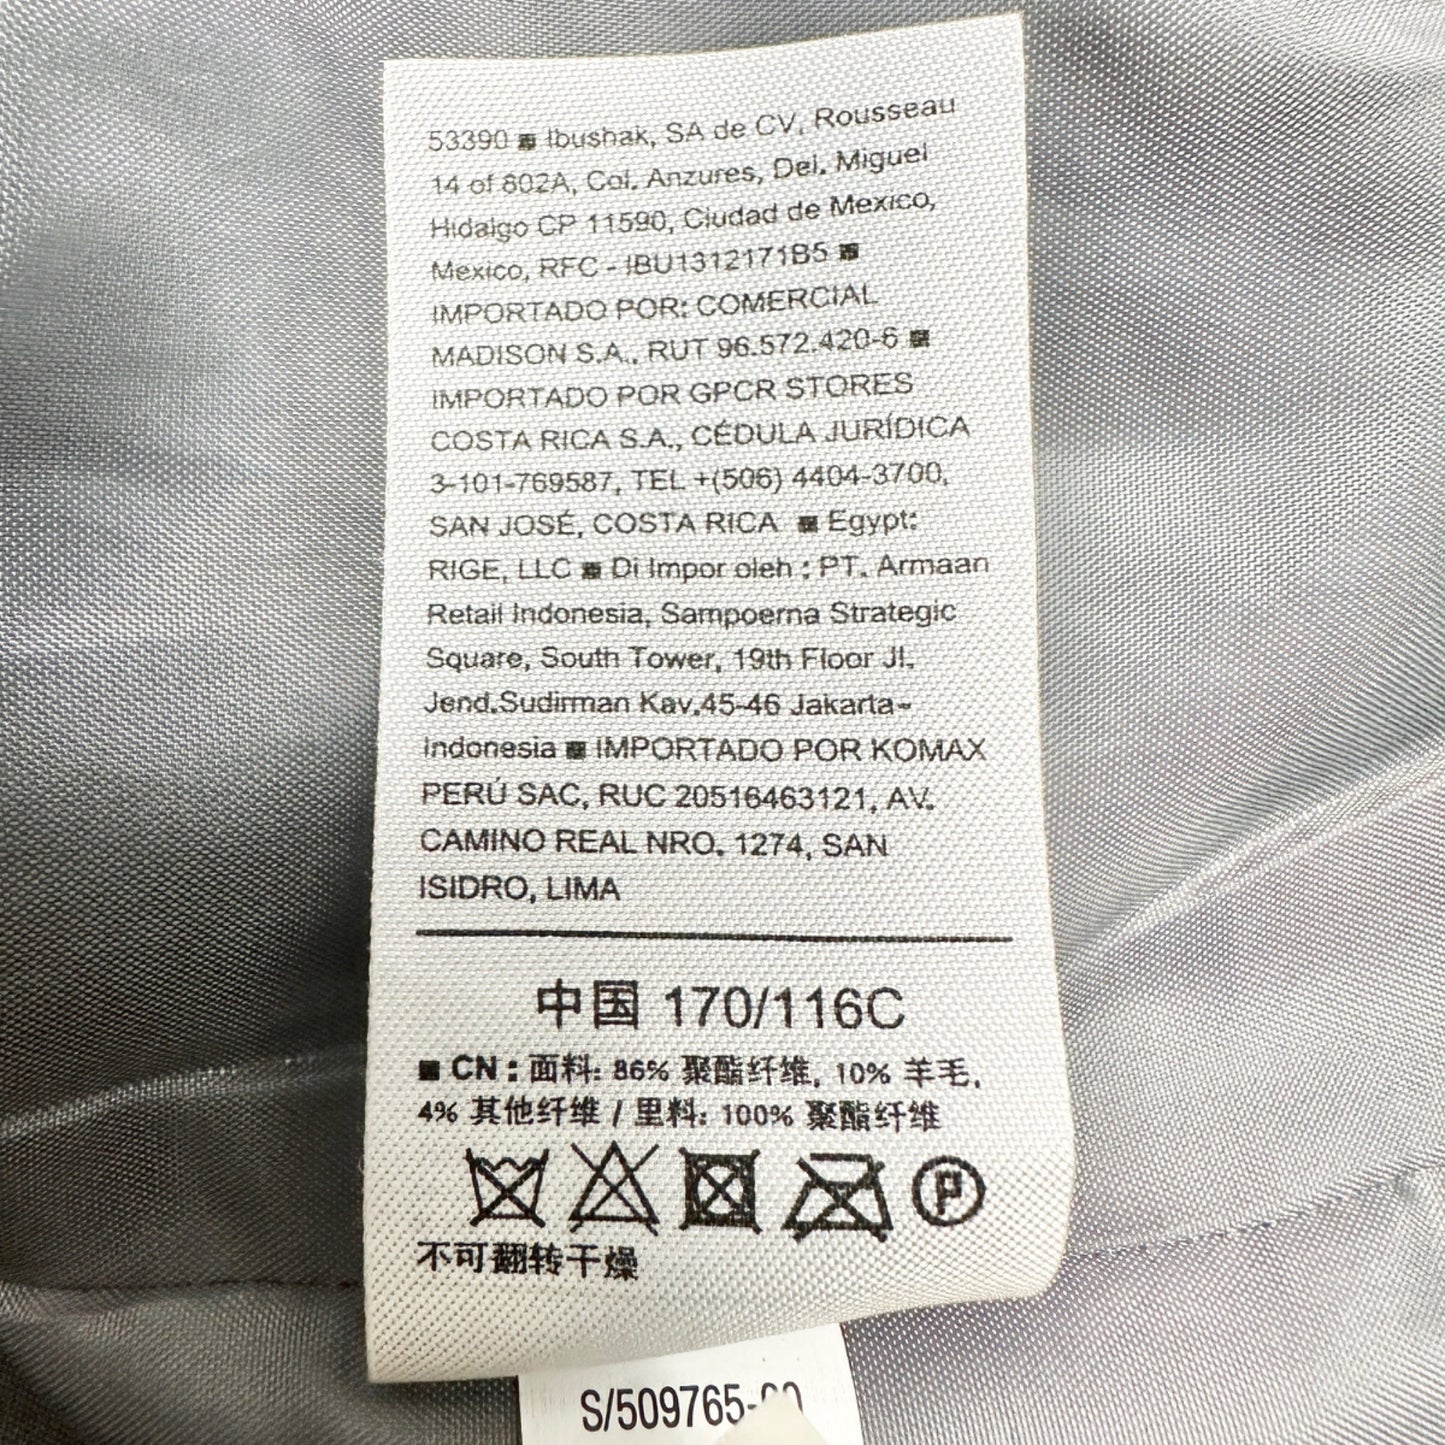 53390 ■ Ibushak, SA de CV, Rousseau
14 of 802A, Col. Anzures, Del. Miguel
Hidalgo CP 11590, Ciudad de Mexico,
Mexico, RFC - IBU1312171B5 ■
IMPORTADO POR: COMERCIAL
MADISON S.A., RUT 96.572.420-6 ■
IMPORTADO POR GPCR STORES
COSTA RICA S.A., CÉDULA JURÍDICA
3-101-769587, TEL +(506) 4404-3700,
SAN JOSÉ, COSTA RICA ■ Egypt:
RIGE, LLC ■ Di Impor oleh : PT. Armaan
Retail Indonesia, Sampoerna Strategic
Square, South Tower, 19th Floor Jl.
Jend.Sudirman Kav.45-46 Jakarta-
Indonesia ■ IMPORTADO POR KOMAX
PERÚ SAC, RUC 20516463121, AV.
CAMINO REAL NRO. 1274, SAN
ISIDRO, LIMA
中国 170/116C
■ CN : 面料: 86% 聚酯纤维, 10% 羊毛,
4% 其他纤维 / 里料: 100% 聚酯纤维
P
不可翻转干燥